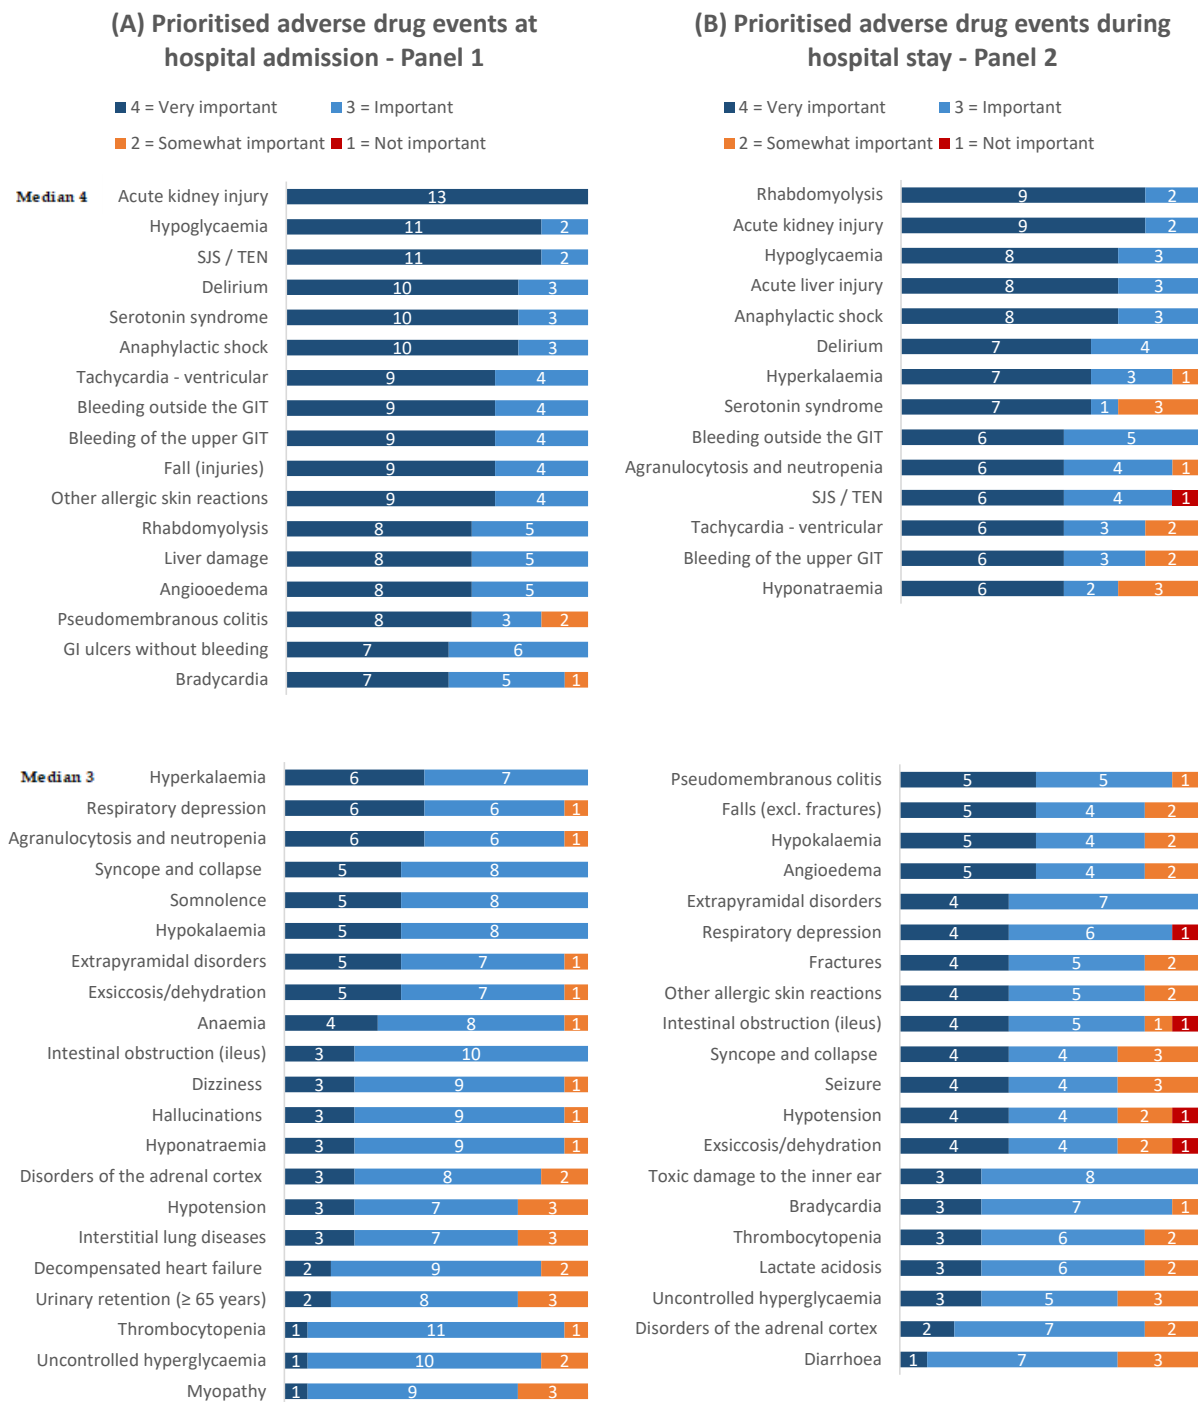 (A) Prioritised adverse drug events at
hospital admission - Panel 1
4 = Very important 3 = Important
2 = Somewhat important 1 = Not important
Median 4 Acute kidney injury 13
Hypoglycaemia 11 2
SJS / TEN 11 2
Delirium 10 3
Serotonin syndrome 10 3
Anaphylactic shock 10 3
Tachycardia - ventricular 9 4
Bleeding outside the GIT 9 4
Bleeding of the upper GIT 9 4
Fall (injuries) 9 4
Other allergic skin reactions 9 4
Rhabdomyolysis 8 5
Liver damage 8 5
Angiooedema 8 5
Pseudomembranous colitis 8 3 2
GI ulcers without bleeding 7 6
Bradycardia 7 5 1
Median 3 Hyperkalaemia 6 7
Respiratory depression 6 6 1
Agranulocytosis and neutropenia 6 6 1
Syncope and collapse 5 8
Somnolence 5 8
Hypokalaemia 5 8
Extrapyramidal disorders 5 7 1
Exsiccosis/dehydration 5 7 1
Anaemia 4 8 1
Intestinal obstruction (ileus) 3 10
Dizziness 3 9 1
Hallucinations 3 9 1
Hyponatraemia 3 9 1
Disorders of the adrenal cortex 3 8 2
Hypotension 3 7 3
Interstitial lung diseases 3 7 3
Decompensated heart failure 2 9 2
Urinary retention (≥ 65 years) 2 8 3
Thrombocytopenia 1 11 1
Uncontrolled hyperglycaemia 1 10 2
Myopathy 1 9 3
(B) Prioritised adverse drug events during
hospital stay - Panel 2
4 = Very important 3 = Important
2 = Somewhat important 1 = Not important
Rhabdomyolysis 9 2
Acute kidney injury 9 2
Hypoglycaemia 8 3
Acute liver injury 8 3
Anaphylactic shock 8 3
Delirium 7 4
Hyperkalaemia 7 3 1
Serotonin syndrome 7 1 3
Bleeding outside the GIT 6 5
Agranulocytosis and neutropenia 6 4 1
SJS / TEN 6 4 1
Tachycardia - ventricular 6 3 2
Bleeding of the upper GIT 6 3 2
Hyponatraemia 6 2 3
Pseudomembranous colitis 5 5 1
Falls (excl. fractures) 5 4 2
Hypokalaemia 5 4 2
Angioedema 5 4 2
Extrapyramidal disorders 4 7
Respiratory depression 4 6 1
Fractures 4 5 2
Other allergic skin reactions 4 5 2
Intestinal obstruction (ileus) 4 5 1 1
Syncope and collapse 4 4 3
Seizure 4 4 3
Hypotension 4 4 2 1
Exsiccosis/dehydration 4 4 2 1
Toxic damage to the inner ear 3 8
Bradycardia 3 7 1
Thrombocytopenia 3 6 2
Lactate acidosis 3 6 2
Uncontrolled hyperglycaemia 3 5 3
Disorders of the adrenal cortex 2 7 2
Diarrhoea 1 7 3